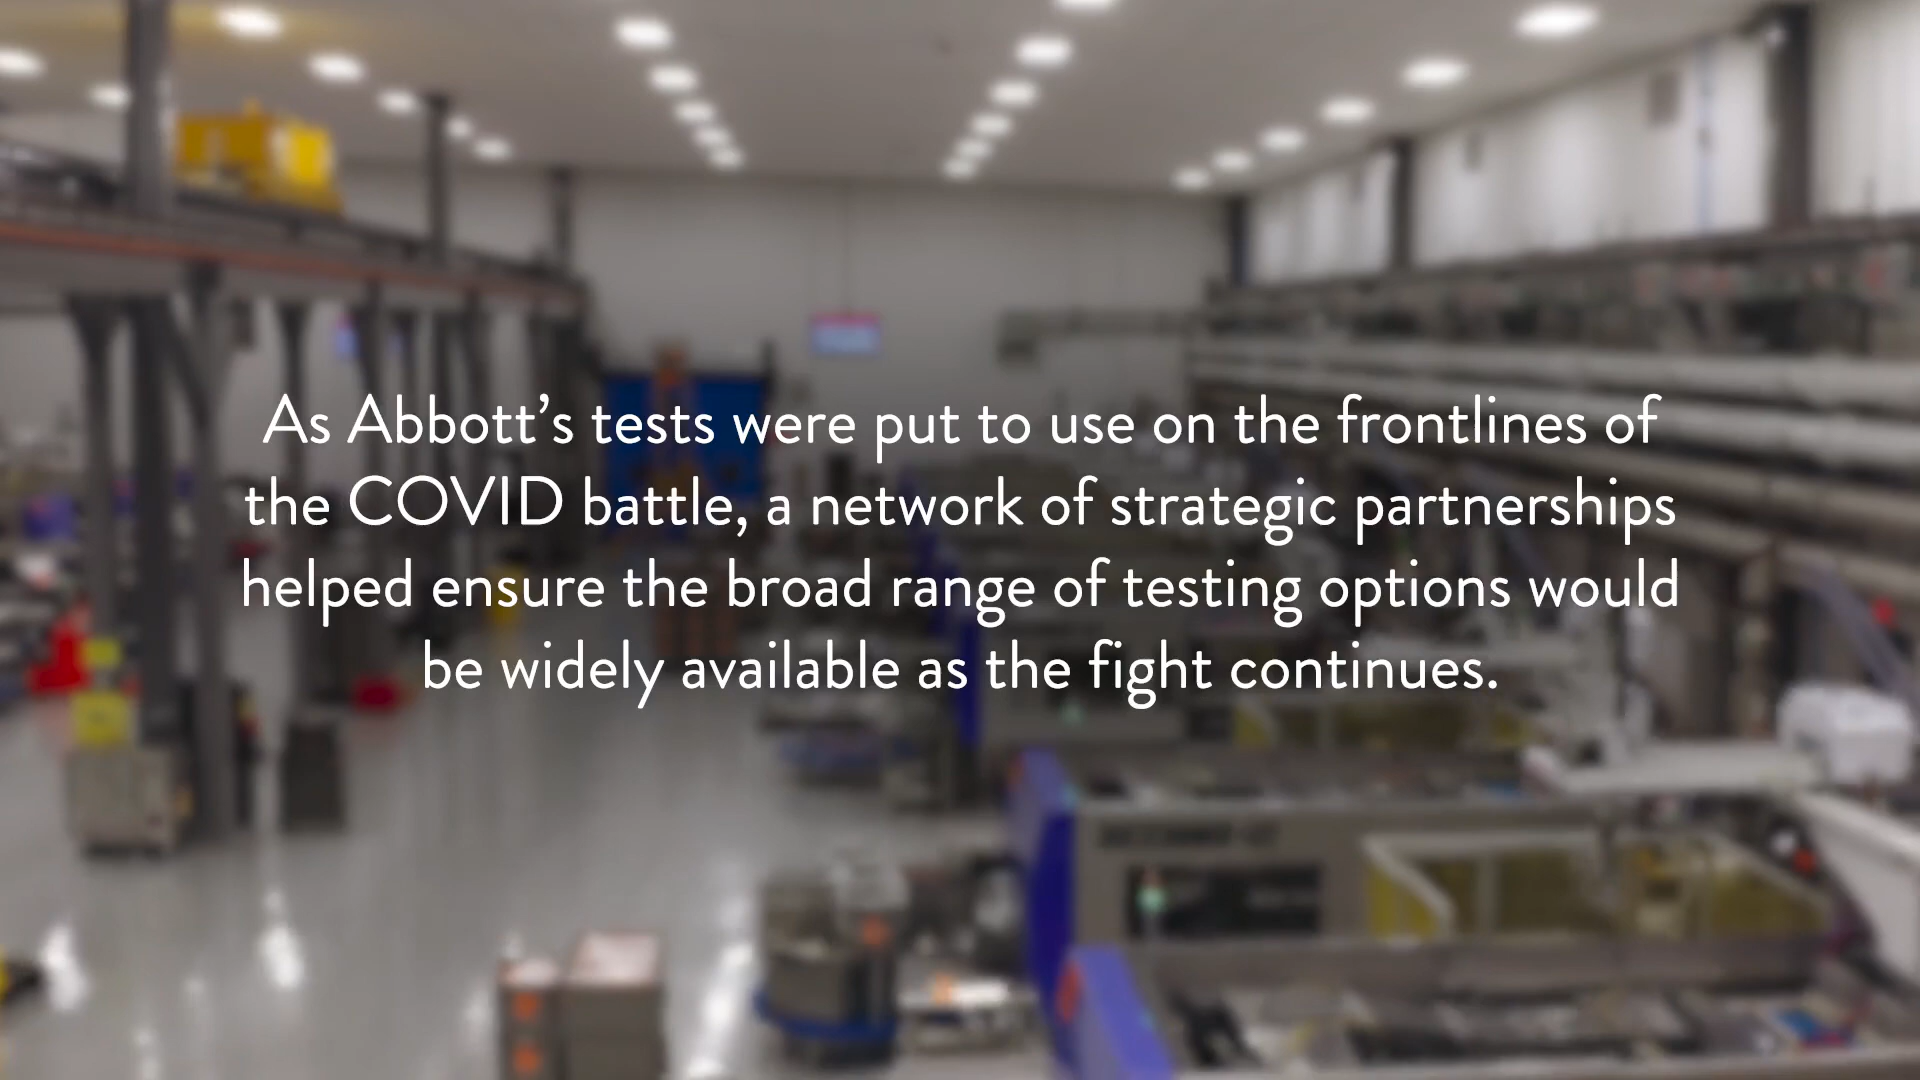 As Abbott’s tests were put to use on the frontlines of
the COVID battle, a network of strategic partnerships
helped ensure the broad range of testing options would
be widely available as the fight continues.